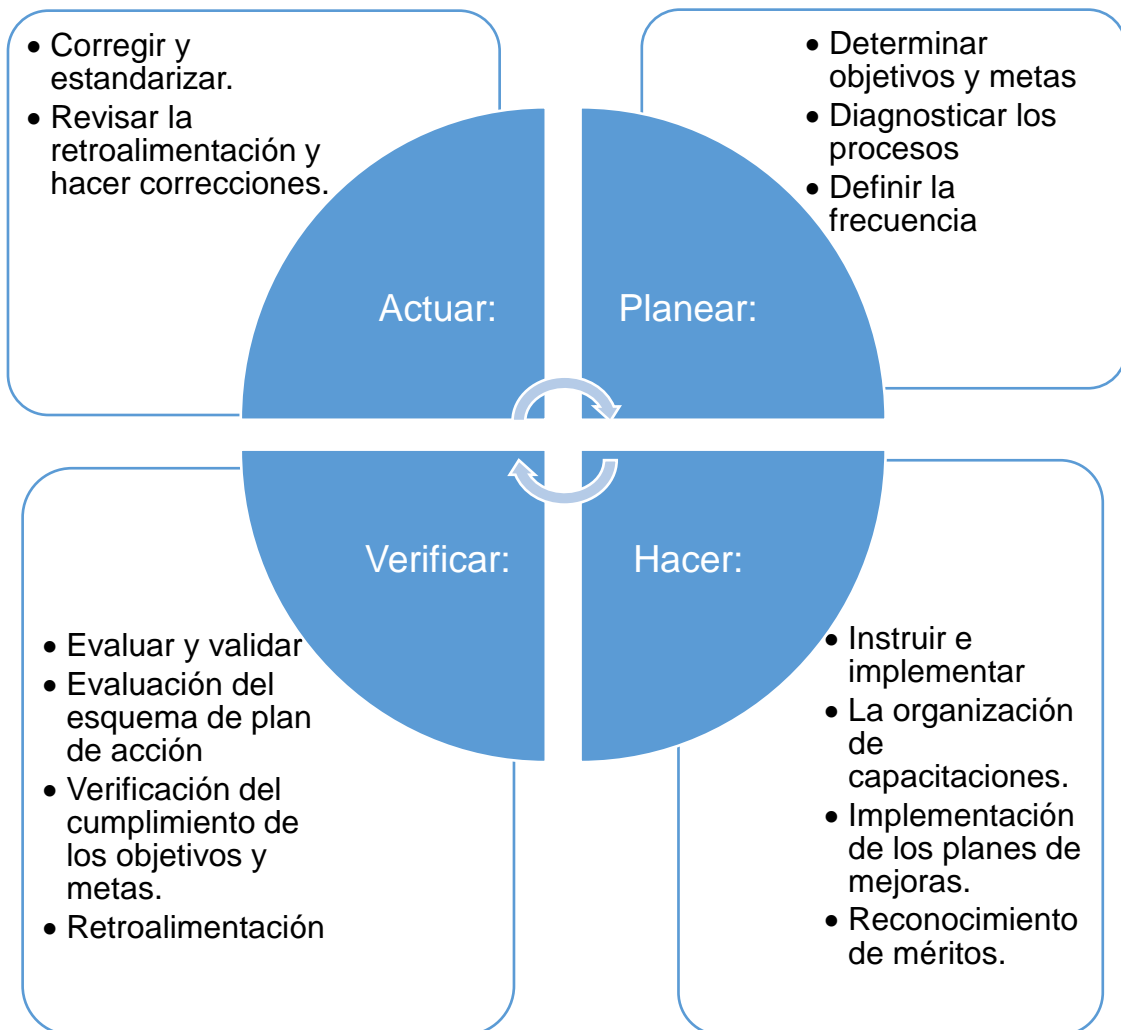 • Corregir y
estandarizar.
• Revisar la
retroalimentación y
hacer correcciones.
• Determinar
objetivos y metas
• Diagnosticar los
procesos
• Definir la
frecuencia
Actuar:
Planear:
Verificar:
Hacer:
• Evaluar y validar
• Evaluación del
esquema de plan
de acción
• Verificación del
cumplimiento de
los objetivos y
metas.
• Retroalimentación
• Instruir e
implementar
• La organización
de
capacitaciones.
• Implementación
de los planes de
mejoras.
• Reconocimiento
de méritos.